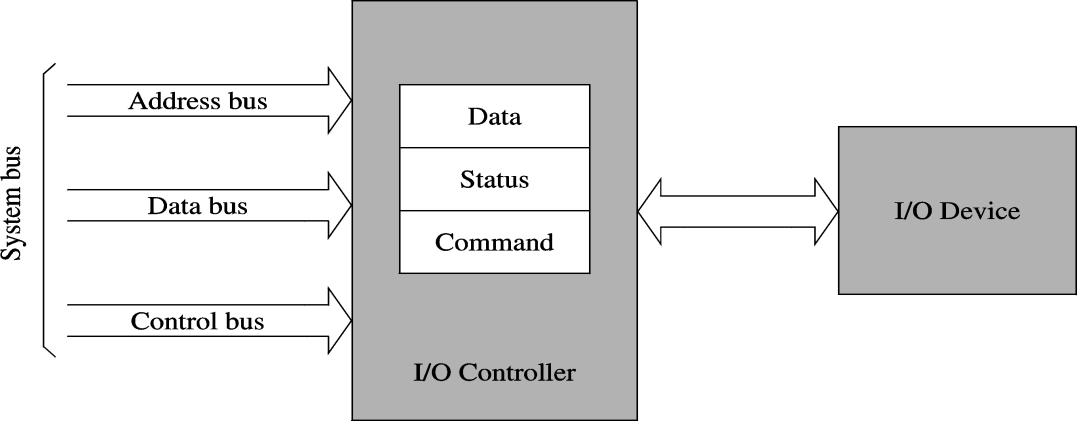 System bus
Address bus
Data bus
Control bus
Data
Status
Command
I/O Controller
I/O Device